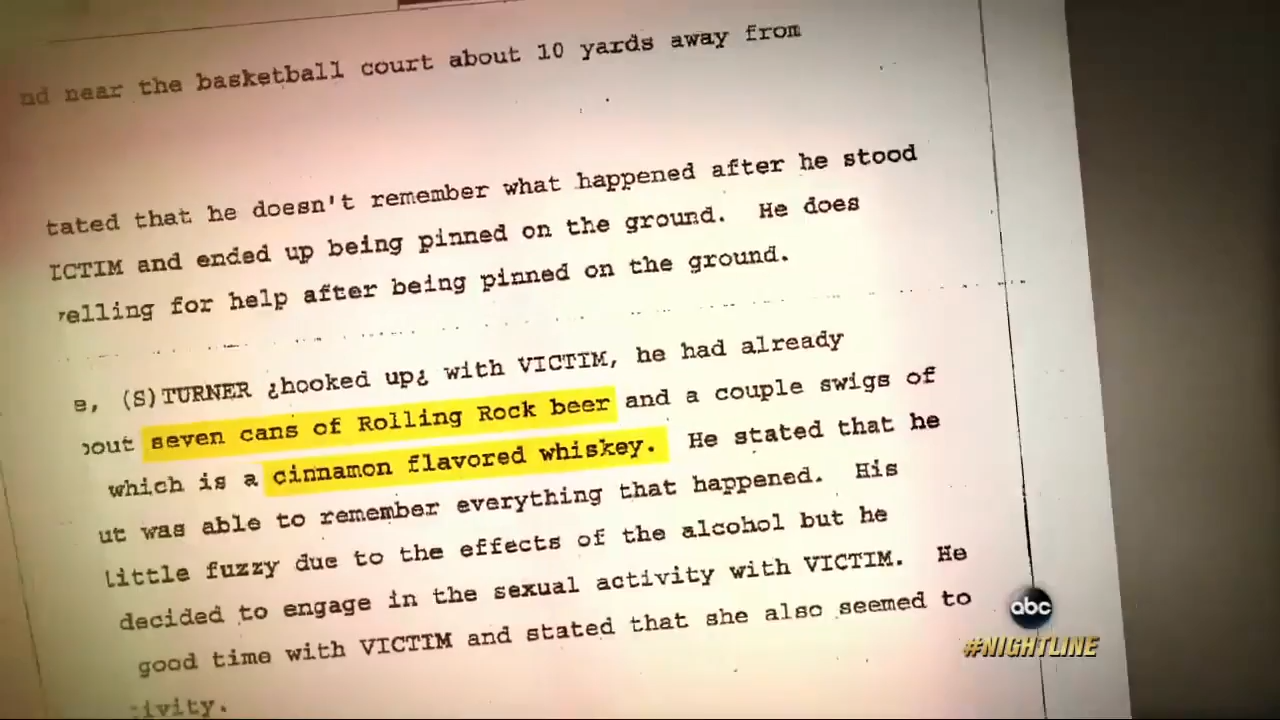 nd near the basketball court about 10 yards away from
tated that he doesn't remember what happened after he stood
ICTIM and ended up being pinned on the ground. He does
relling for help after being pinned on the ground.
e, (S)TURNER ¿hooked up¿ with VICTIM, he had already
bout seven cans of Rolling Rock beer and a couple swigs of
which is a cinnamon flavored whiskey. He stated that he
ut was able to remember everything that happened. His
little fuzzy due to the effects of the alcohol but he
decided to engage in the sexual activity with VICTIM. He
good time with VICTIM and stated that she also seemed to
tivity.
abc
#NIGHTLINE